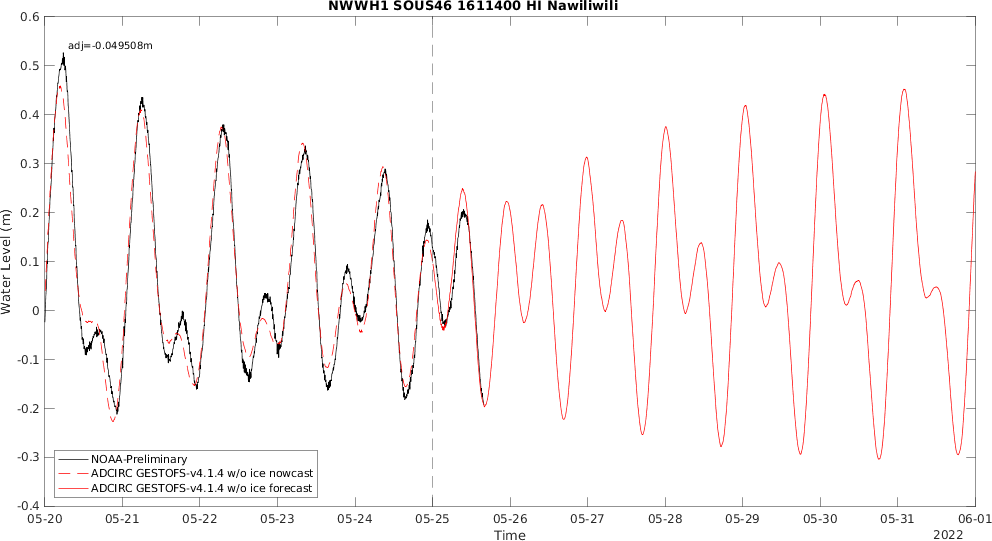 NWWH1 SOUS46 1611400 HI Nawiliwili
adj=-0.049508m
Water Level (m)
0.6
0.5
0.4
0.3
0.2
0.1
0
-0.1
-0.2
-0.3
-0.4
NOAA-Preliminary
ADCIRC GESTOFS-v4.1.4 w/o ice nowcast
ADCIRC GESTOFS-v4.1.4 w/o ice forecast
05-20 05-21 05-22 05-23 05-24 05-25 05-26 05-27 05-28 05-29 05-30 05-31 06-01
Time
2022